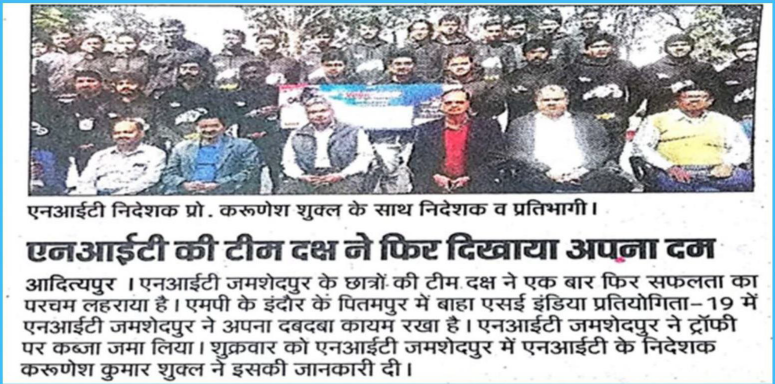 एनआईटी निदेशक प्रो. करूणेश शुक्ल के साथ निदेशक व प्रतिभागी।
एनआईटी की टीम दक्ष ने फिर दिखाया अपना दम
आदित्यपुर । एनआईटी जमशेदपुर के छात्रों की टीम दक्ष ने एक बार फिर सफलता का
परचम लहराया है। एमपी के इंदौर के पितमपुर में बाहा एसई इंडिया प्रतियोगिता-19 में
एनआईटी जमशेदपुर ने अपना दबदबा कायम रखा है। एनआईटी जमशेदपुर ने ट्रॉफी
पर कब्जा जमा लिया। शुक्रवार को एनआईटी जमशेदपुर में एनआईटी के निदेशक
करूणेश कुमार शुक्ल ने इसकी जानकारी दी।